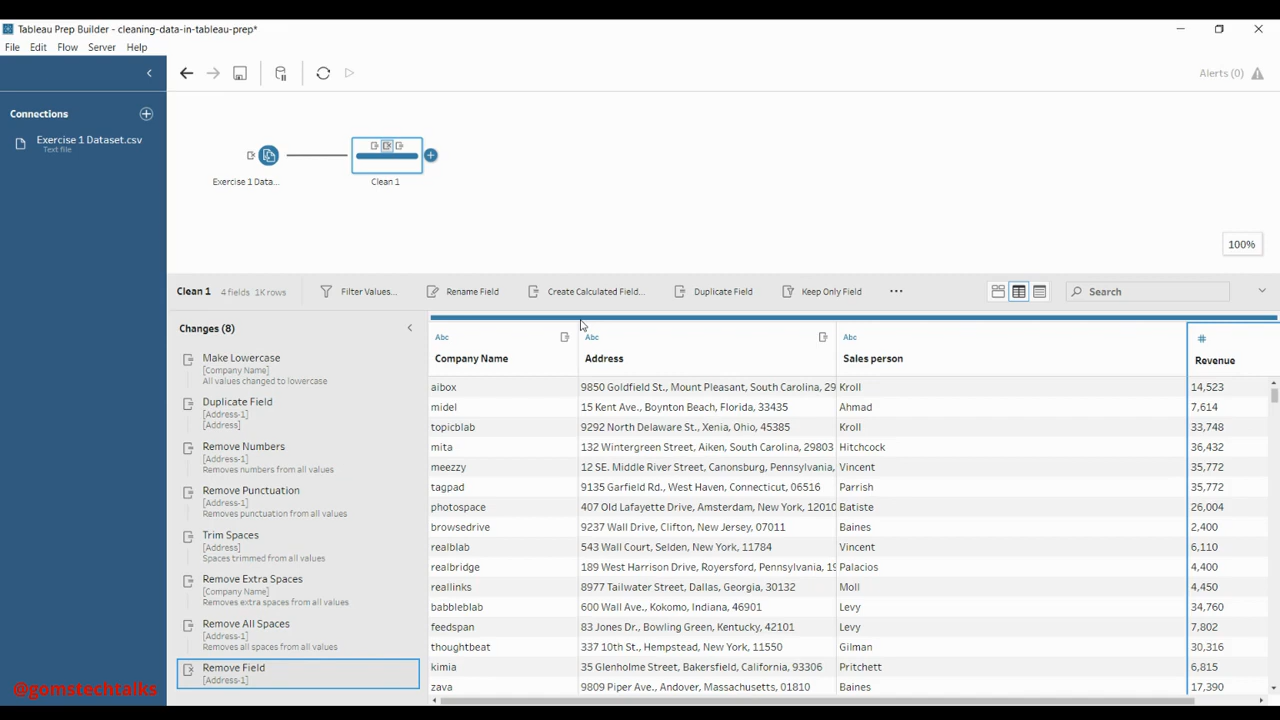 Tableau Prep Builder - cleaning-data-in-tableau-prep*
File Edit Flow Server Help
Alerts (0)
Connections
Exercise 1 Dataset.csv
Text file
Exercise 1 Data...
Clean 1
100%
Clean 1 4 fields 1K rows Filter Values... Rename Field Create Calculated Field... Duplicate Field Keep Only Field ... Search
Changes (8)
Make Lowercase
[Company Name]
All values changed to lowercase
Duplicate Field
[Address-1]
[Address]
Remove Numbers
[Address-1]
Removes numbers from all values
Remove Punctuation
[Address-1]
Removes punctuation from all values
Trim Spaces
[Address]
Spaces trimmed from all values
Remove Extra Spaces
[Company Name]
Removes extra spaces from all values
Remove All Spaces
[Address-1]
Removes all spaces from all values
Remove Field
[Address-1]
@gomstechtalks
Abc Abc Abc #
Company Name Address Sales person Revenue
aibox 9850 Goldfield St., Mount Pleasant, South Carolina, 29 Kroll 14,523
midel 15 Kent Ave., Boynton Beach, Florida, 33435 Ahmad 7,614
topicblab 9292 North Delaware St., Xenia, Ohio, 45385 Kroll 33,748
mita 132 Wintergreen Street, Aiken, South Carolina, 29803 Hitchcock 36,432
meezzy 12 SE. Middle River Street, Canonsburg, Pennsylvania, Vincent 35,772
tagpad 9135 Garfield Rd., West Haven, Connecticut, 06516 Parrish 35,772
photospace 407 Old Lafayette Drive, Amsterdam, New York, 12010 Batiste 26,004
browsedrive 9237 Wall Drive, Clifton, New Jersey, 07011 Baines 2,400
realblab 543 Wall Court, Selden, New York, 11784 Vincent 6,110
realbridge 189 West Harrison Drive, Royersford, Pennsylvania, 19 Palacios 4,400
reallinks 8977 Tailwater Street, Dallas, Georgia, 30132 Moll 4,450
babbleblab 600 Wall Ave., Kokomo, Indiana, 46901 Levy 34,760
feedspan 83 Jones Dr., Bowling Green, Kentucky, 42101 Levy 7,802
thoughtbeat 337 10th St., Hempstead, New York, 11550 Gilman 30,316
kimia 35 Glenholme Street, Bakersfield, California, 93306 Pritchett 6,815
zava 9809 Piper Ave., Andover, Massachusetts, 01810 Baines 17,390